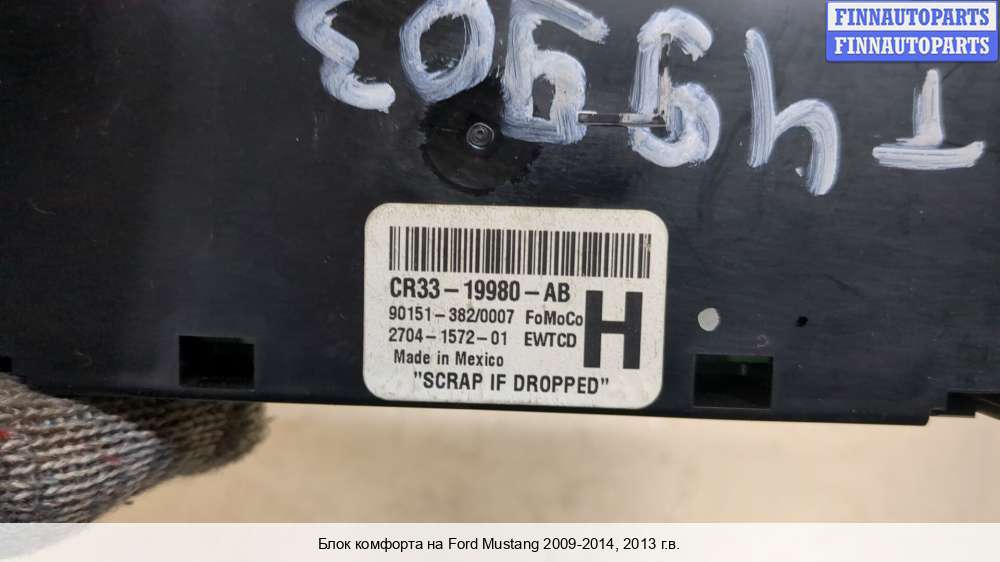 FINNAUTOPARTS
FINNAUTOPARTS
CR33-19980-AB
90151-382/0007 FoMoCo
2704-1572-01 EWTCD
H
Made in Mexico
"SCRAP IF DROPPED"
Блок комфорта на Ford Mustang 2009-2014, 2013 г.в.